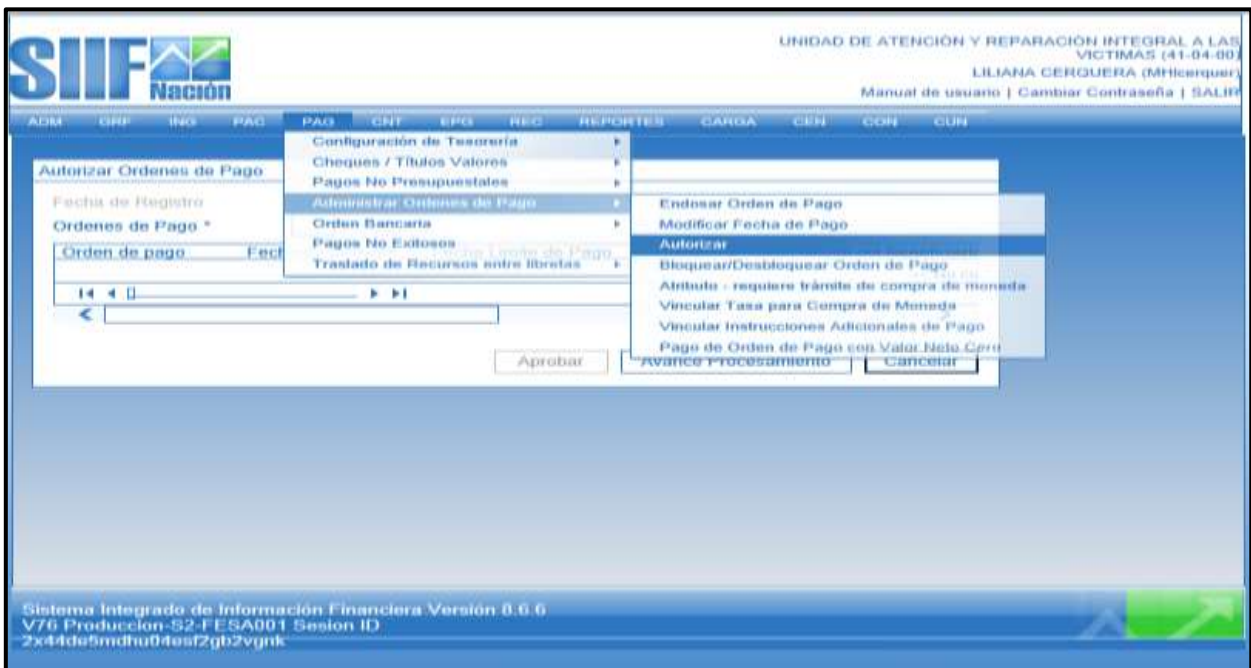 SIIF
Nación
UNIDAD DE ATENCIÓN Y REPARACIÓN INTEGRAL A LAS
VICTIMAS (41-04-00)
LILIANA CERQUERA (MHlcerquer)
Manual de usuario | Cambiar Contraseña | SALIR
ADM GRP ING PAC PAG CNT EPG REC REPORTES CARGA CEN CON CUN
Autorizar Ordenes de Pago
Fecha de Registro
Ordenes de Pago *
Orden de pago Fech Limite de Pago
Configuración de Tesorería
Cheques / Títulos Valores
Pagos No Presupuestales
Administrar Ordenes de Pago
Orden Bancaria
Pagos No Exitosos
Traslado de Recursos entre libretas
Endosar Orden de Pago
Modificar Fecha de Pago
Autorizar
Bloquear/Desbloquear Orden de Pago
Atributo - requiere trámite de compra de moneda
Vincular Tasa para Compra de Moneda
Vincular Instrucciones Adicionales de Pago
Pago de Orden de Pago con Valor Neto Cero
Aprobar Avance Procesamiento Cancelar
Sistema Integrado de Información Financiera Versión 8.6.6
V76 Produccion-S2-FESA001 Sesion ID